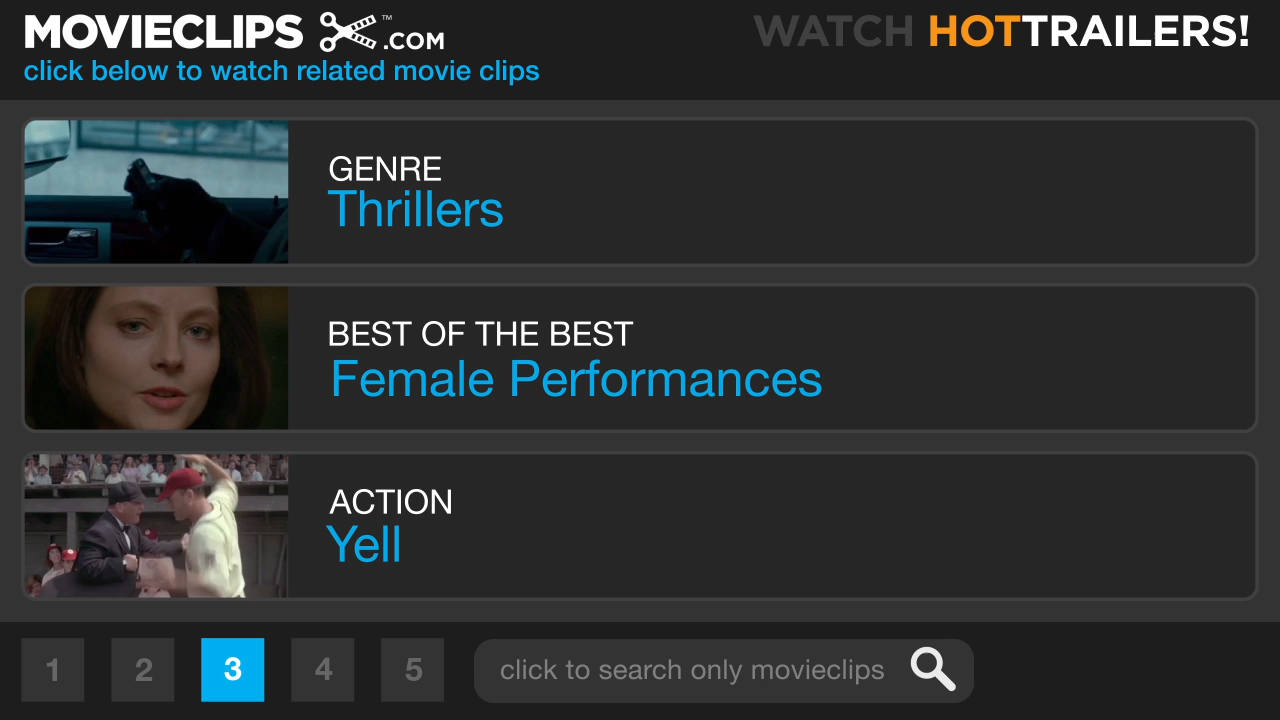 MOVIECLIPS ™ .COM
WATCH HOTTRAILERS!
click below to watch related movie clips
GENRE
Thrillers
BEST OF THE BEST
Female Performances
ACTION
Yell
1 2 3 4 5 click to search only movieclips